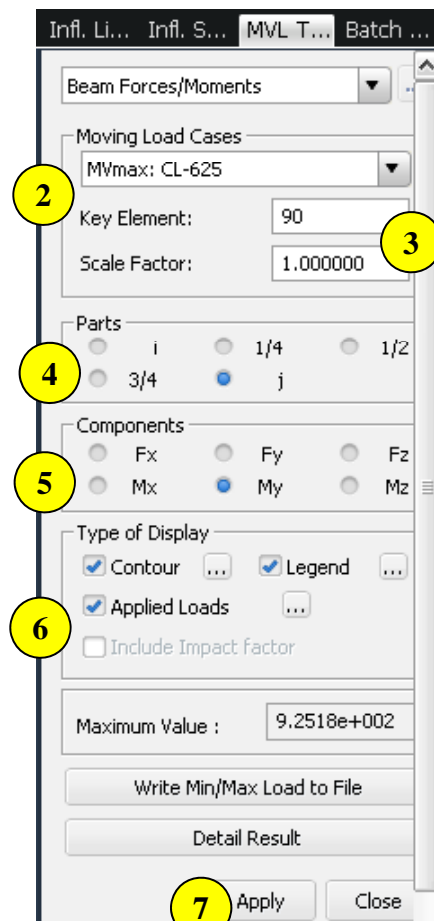 Infl. Li... Infl. S... MVL T... Batch ...
Beam Forces/Moments ...
Moving Load Cases
MVmax: CL-625
2
Key Element: 90
3
Scale Factor: 1.000000
Parts
i 1/4 1/2
4
3/4 j
Components
Fx Fy Fz
5
Mx My Mz
Type of Display
Contour ... Legend ...
Applied Loads ...
6
Include Impact factor
Maximum Value : 9.2518e+002
Write Min/Max Load to File
Detail Result
7 Apply Close